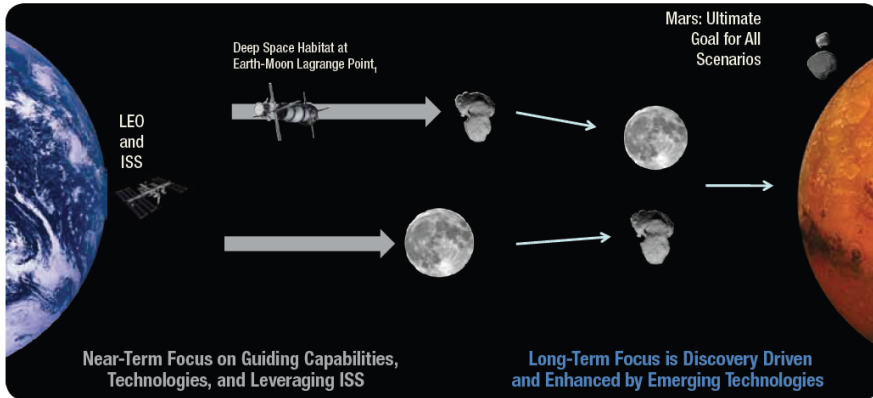 Deep Space Habitat at
Earth-Moon Lagrange Point,
Mars: Ultimate
Goal for All
Scenarios
LEO
and
ISS
Near-Term Focus on Guiding Capabilities,
Technologies, and Leveraging ISS
Long-Term Focus is Discovery Driven
and Enhanced by Emerging Technologies